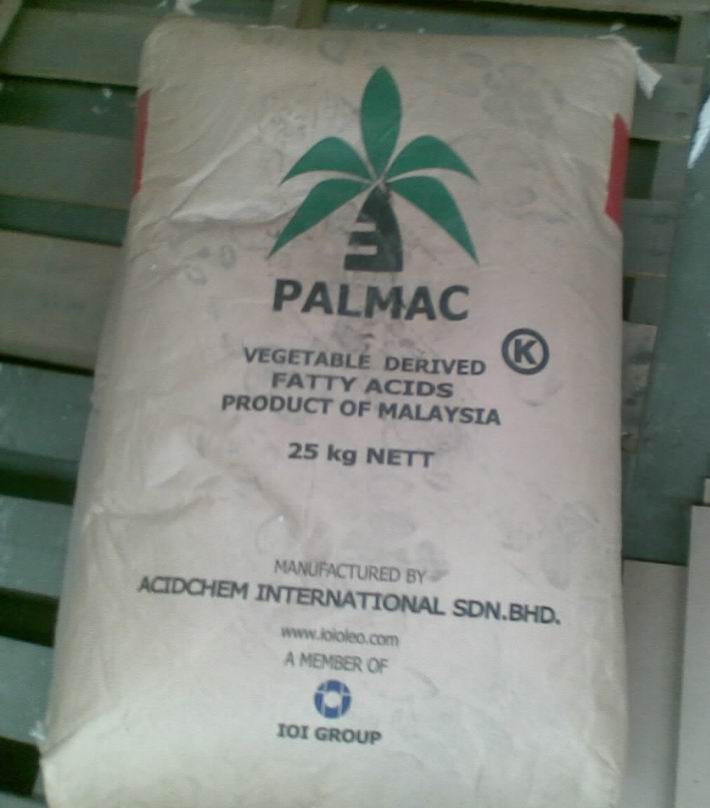 PALMAC
VEGETABLE DERIVED
K
FATTY ACIDS
PRODUCT OF MALAYSIA
25 kg NETT
MANUFACTURED BY
ACIDCHEM INTERNATIONAL SDN.BHD.
www.ioioleo.com
A MEMBER OF
IOI GROUP